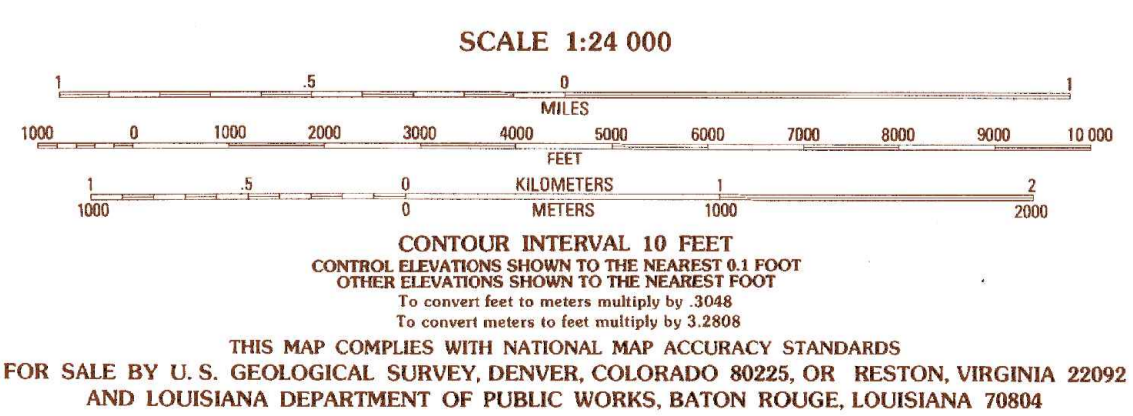 SCALE 1:24 000
1 .5 0 1
MILES
1000 0 1000 2000 3000 4000 5000 6000 7000 8000 9000 10 000
FEET
1 .5 0 KILOMETERS 1 2
1000 0 METERS 1000 2000
CONTOUR INTERVAL 10 FEET
CONTROL ELEVATIONS SHOWN TO THE NEAREST 0.1 FOOT
OTHER ELEVATIONS SHOWN TO THE NEAREST FOOT
To convert feet to meters multiply by .3048
To convert meters to feet multiply by 3.2808
THIS MAP COMPLIES WITH NATIONAL MAP ACCURACY STANDARDS
FOR SALE BY U. S. GEOLOGICAL SURVEY, DENVER, COLORADO 80225, OR RESTON, VIRGINIA 22092
AND LOUISIANA DEPARTMENT OF PUBLIC WORKS, BATON ROUGE, LOUISIANA 70804